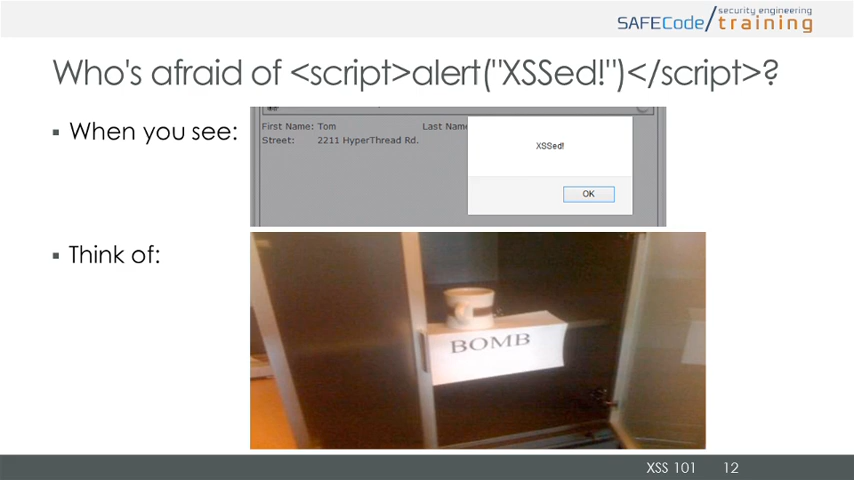 security engineering
SAFECode/training
Who's afraid of <script>alert("XSSed!")</script>?
▪ When you see:
First Name: Tom Last Name
Street: 2211 HyperThread Rd.
XSSed!
OK
▪ Think of:
BOMB
XSS 101 12